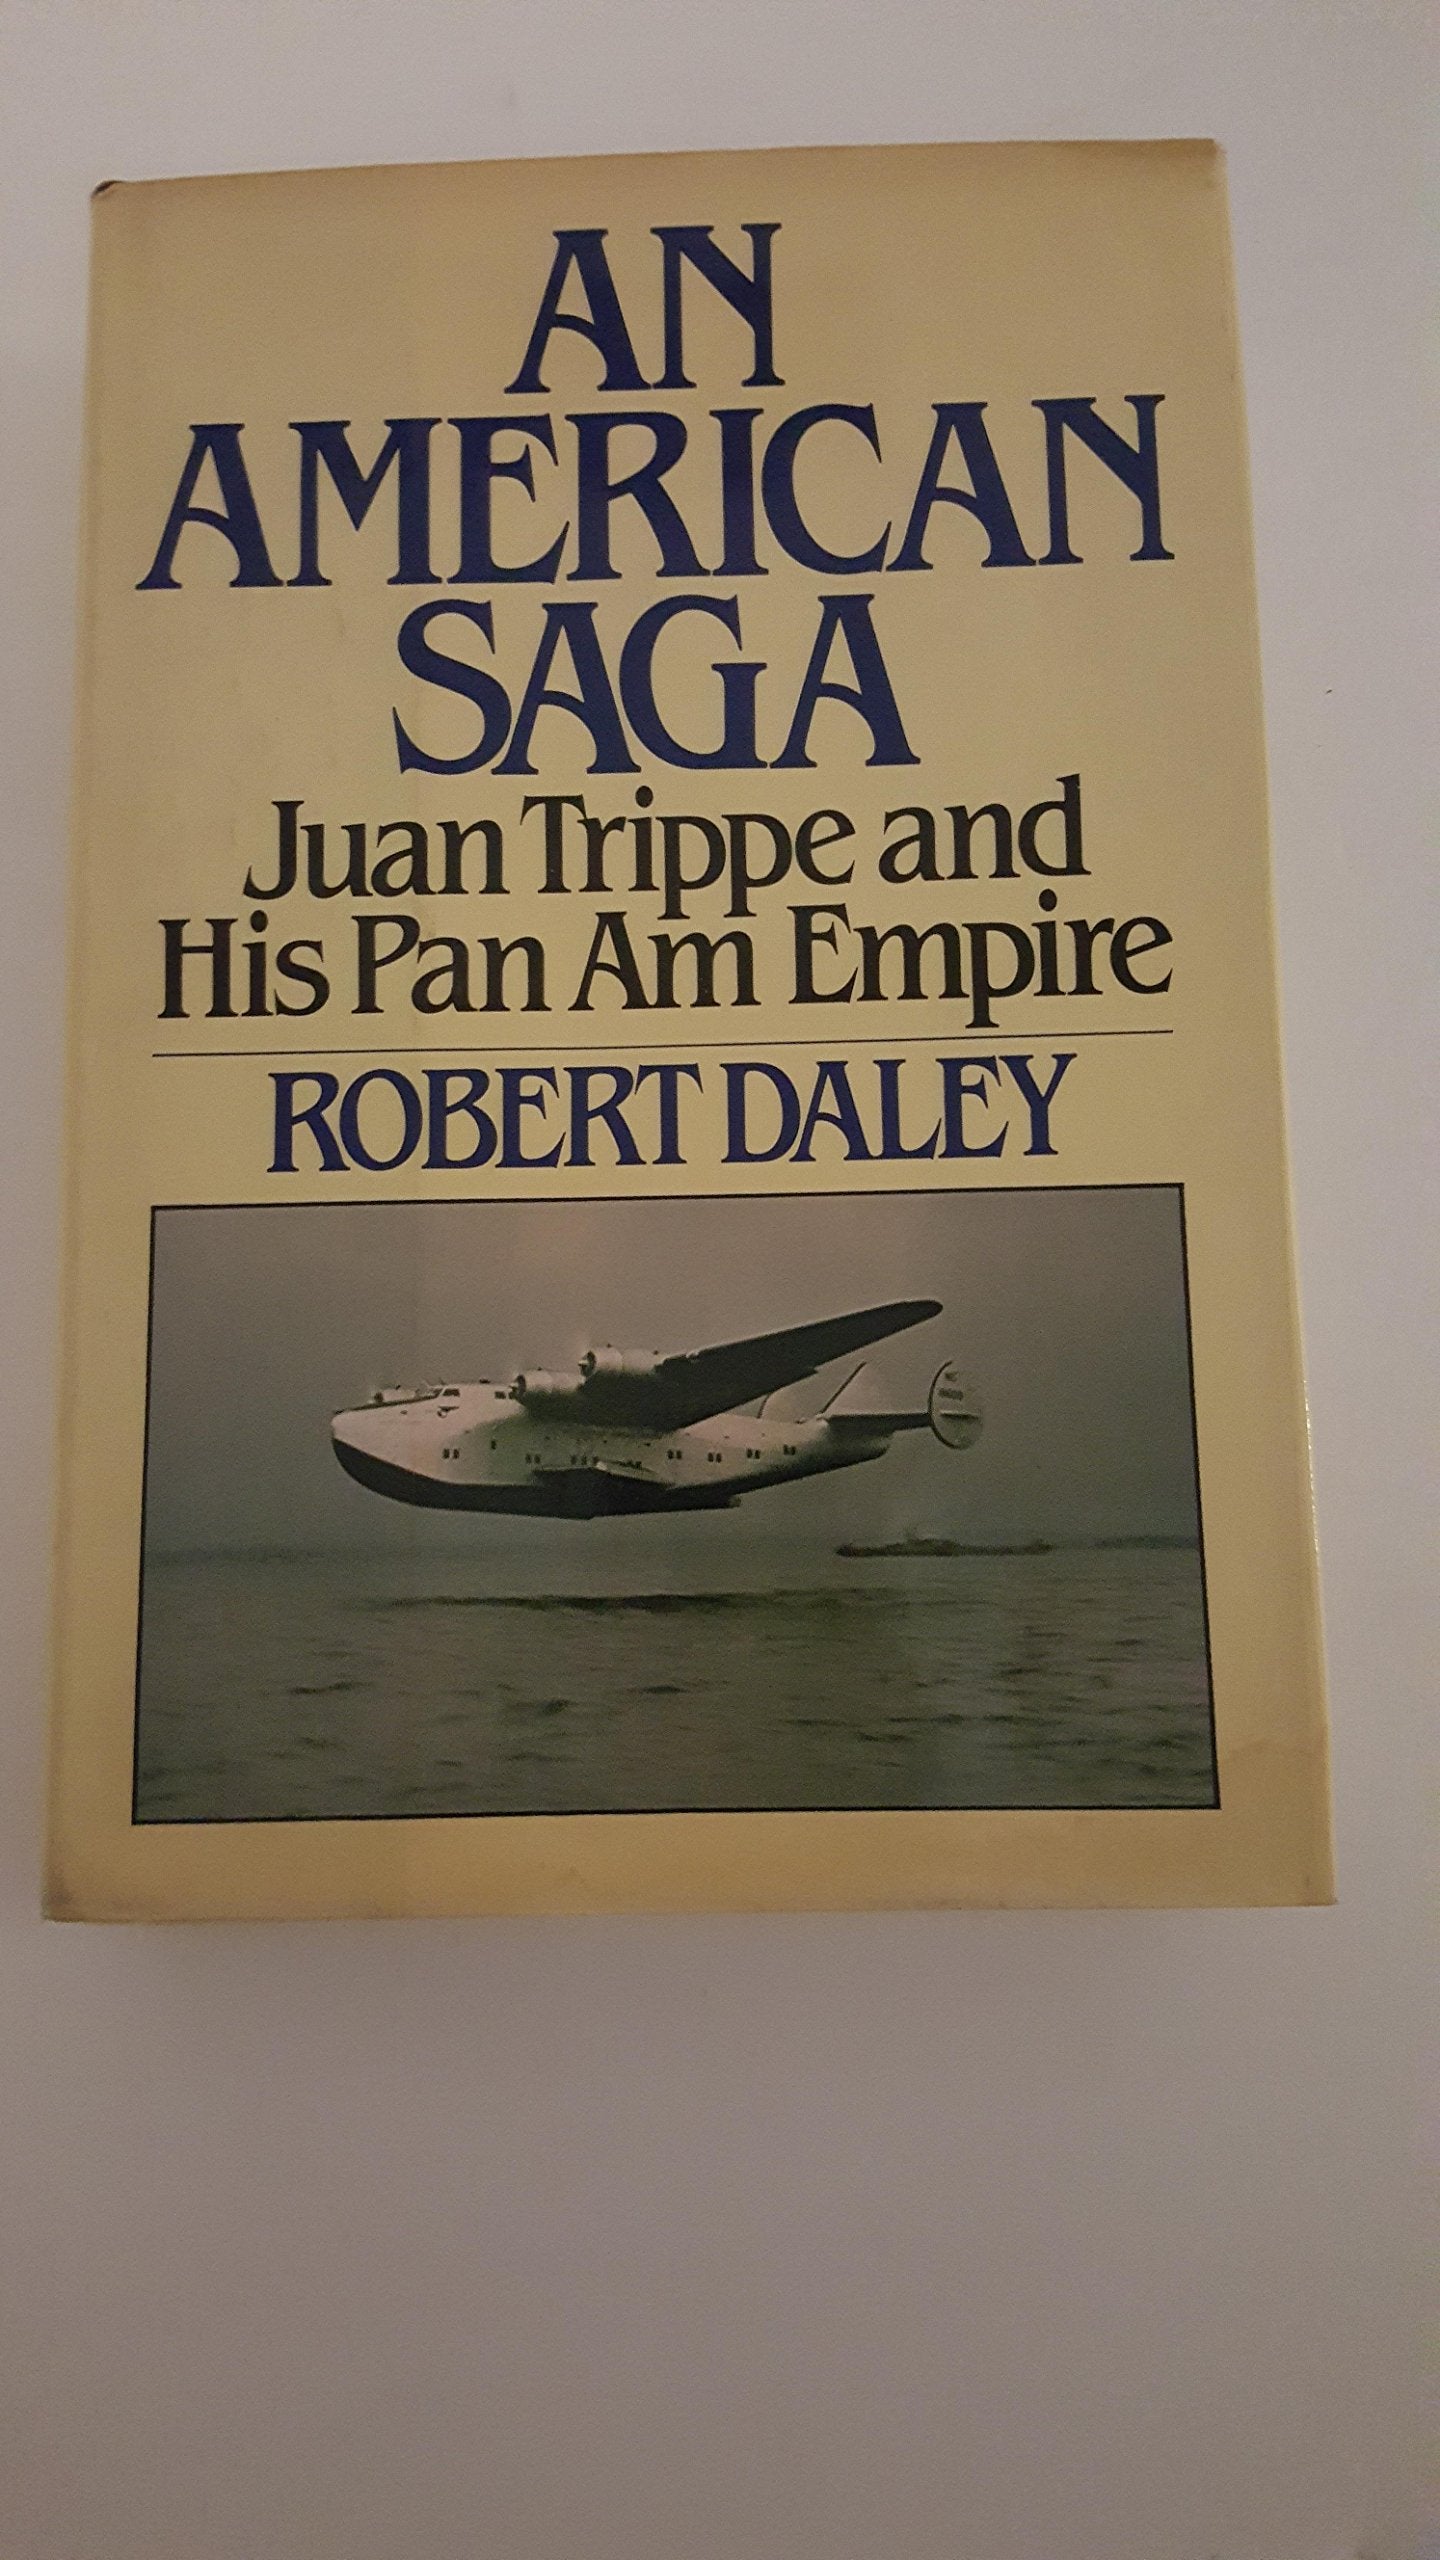 AN
AMERICAN
SAGA
Juan Trippe and
His Pan Am Empire
ROBERT DALEY